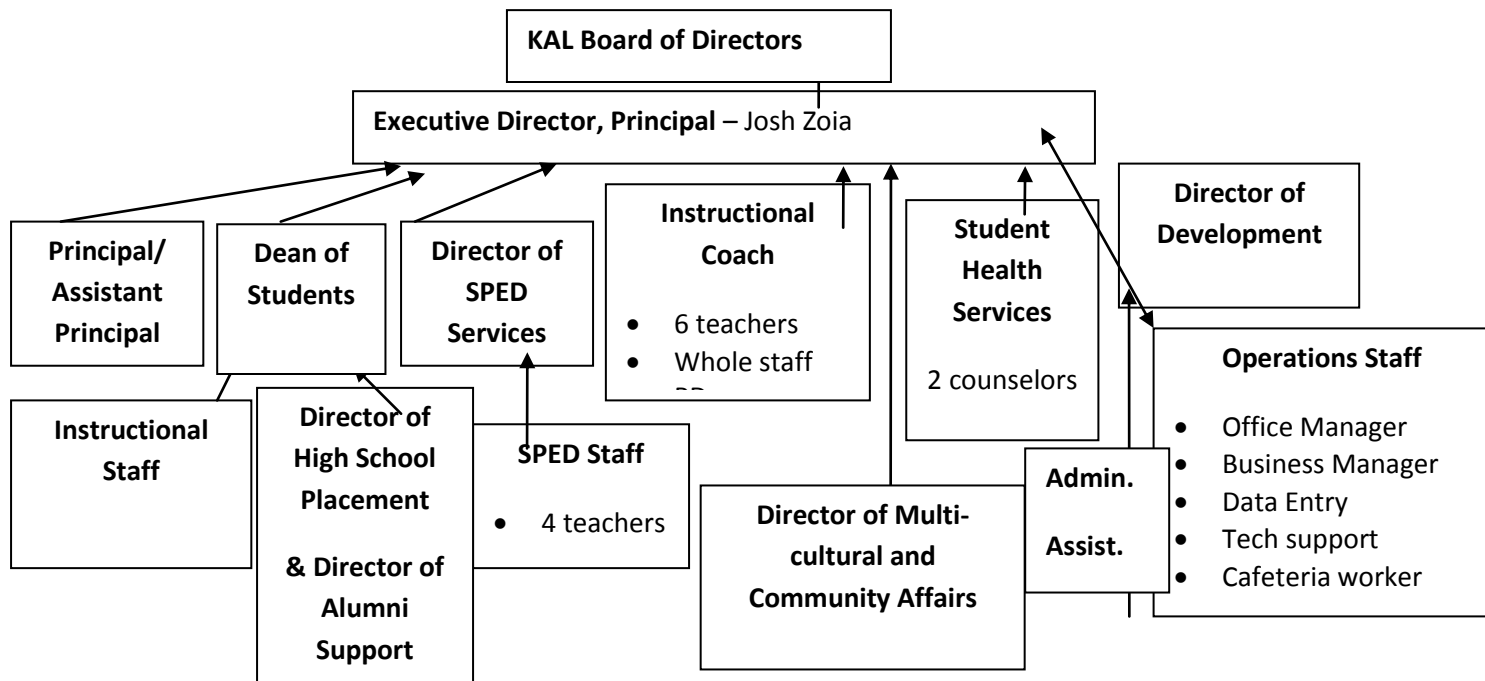 KAL Board of Directors
Executive Director, Principal – Josh Zoia
Principal/
Assistant
Principal
Dean of
Students
Director of
SPED
Services
Instructional
Coach
• 6 teachers
• Whole staff
Student
Health
Services
2 counselors
Director of
Development
Instructional
Staff
Director of
High School
Placement
& Director of
Alumni
Support
SPED Staff
• 4 teachers
Director of Multi-
cultural and
Community Affairs
Admin.
Assist.
Operations Staff
• Office Manager
• Business Manager
• Data Entry
• Tech support
• Cafeteria worker